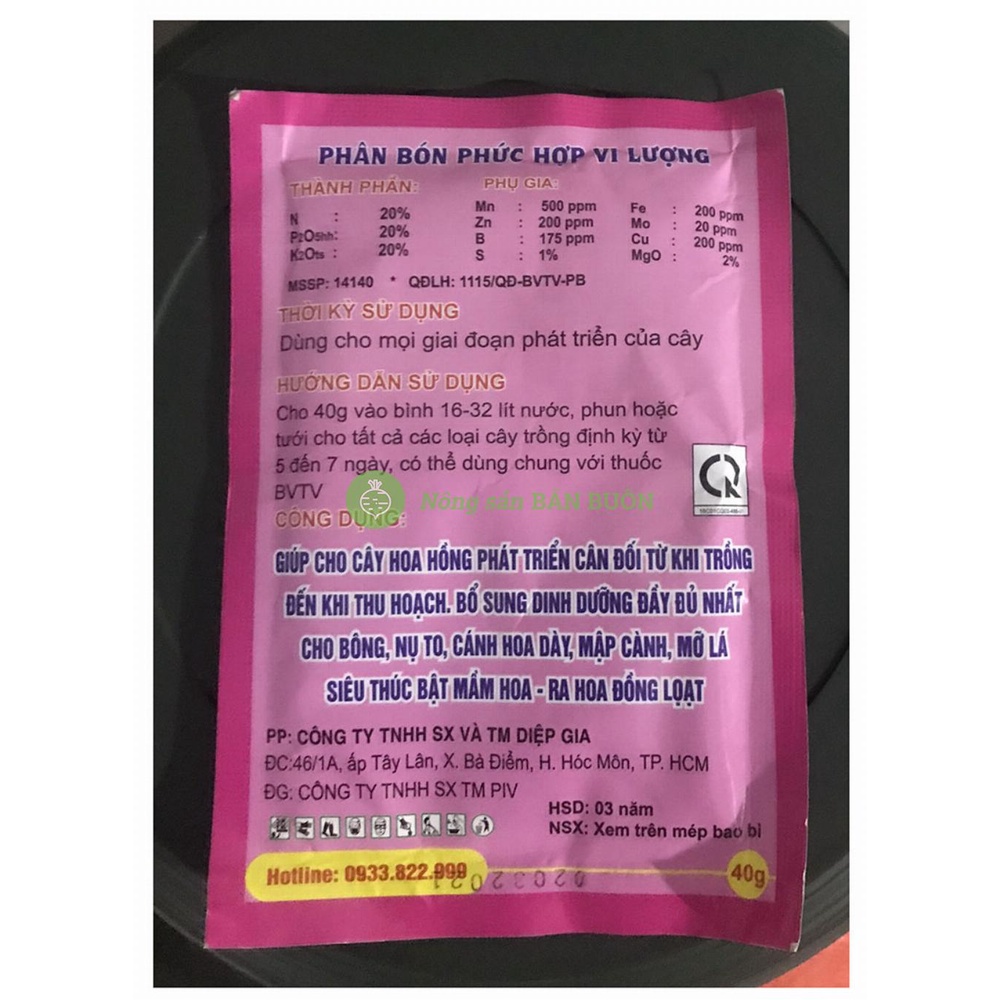 PHÂN BÓN PHỨC HỢP VI LƯỢNG
THÀNH PHẦN: PHỤ GIA:
N : 20% Mn : 500 ppm Fe : 200 ppm
P2O5hh: 20% Zn : 200 ppm Mo : 20 ppm
K2Ots : 20% B : 175 ppm Cu : 200 ppm
S : 1% MgO : 2%
MSSP: 14140 * QĐLH: 1115/QĐ-BVTV-PB
THỜI KỲ SỬ DỤNG
Dùng cho mọi giai đoạn phát triển của cây
HƯỚNG DẪN SỬ DỤNG
Cho 40g vào bình 16-32 lít nước, phun hoặc
tưới cho tất cả các loại cây trồng định kỳ từ
5 đến 7 ngày, có thể dùng chung với thuốc
BVTV
Nông sản BÁN BUÔN
CÔNG DỤNG:
GIÚP CHO CÂY HOA HỒNG PHÁT TRIỂN CÂN ĐỐI TỪ KHI TRỒNG
ĐẾN KHI THU HOẠCH. BỔ SUNG DINH DƯỠNG ĐẦY ĐỦ NHẤT
CHO BÔNG, NỤ TO, CÁNH HOA DÀY, MẬP CÀNH, MỠ LÁ
SIÊU THÚC BẬT MẦM HOA - RA HOA ĐỒNG LOẠT
PP: CÔNG TY TNHH SX VÀ TM DIỆP GIA
ĐC:46/1A, ấp Tây Lân, X. Bà Điểm, H. Hóc Môn, TP. HCM
ĐG: CÔNG TY TNHH SX TM PIV
HSD: 03 năm
NSX: Xem trên mép bao bì
Hotline: 0933.822.999
02032021
40g